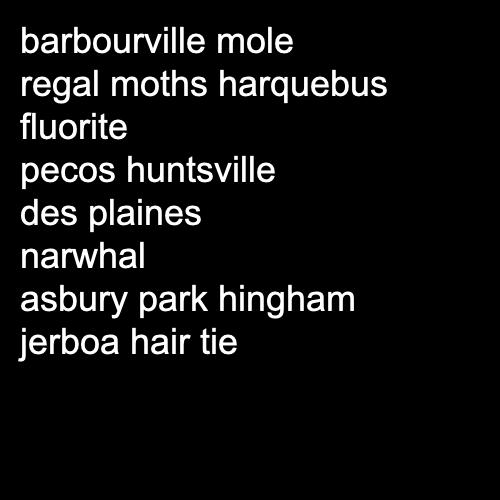 barbourville mole
regal moths harquebus
fluorite
pecos huntsville
des plaines
narwhal
asbury park hingham
jerboa hair tie